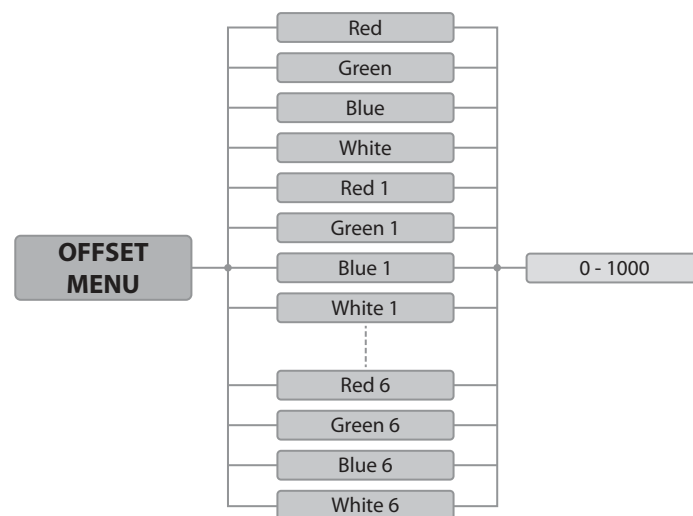 OFFSET
MENU
Red
Green
Blue
White
Red 1
Green 1
Blue 1
White 1
Red 6
Green 6
Blue 6
White 6
0 - 1000